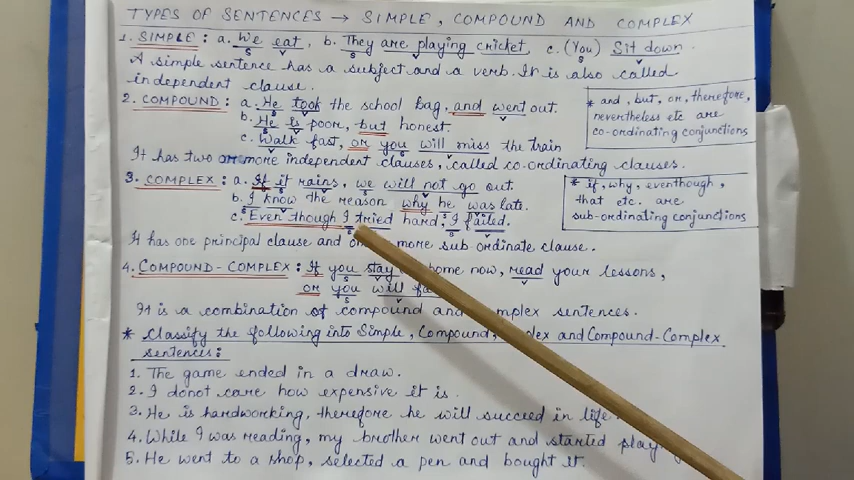 TYPES OF SENTENCES → SIMPLE, COMPOUND AND COMPLEX
1. SIMPLE : a. We eat, b. They are playing cricket, c. (You) Sit down.
S V S V S V
A simple sentence has a subject and a verb. It is also called
independent clause.
2. COMPOUND : a. He took the school bag, and went out.
b. He is poor, but honest.
c. Walk fast, or you will miss the train
It has two or more independent clauses, called co-ordinating clauses.
* and, but, or, therefore,
nevertheless etc are
co-ordinating conjunctions
3. COMPLEX : a. If it rains, we will not go out.
b. I know the reason why he was late.
c. Even though I tried hard, I failed.
It has one principal clause and more sub-ordinate clause.
* if, why, eventhough,
that etc. are
sub-ordinating conjunctions
4. COMPOUND-COMPLEX : If you stay home now, read your lessons,
or you will
It is a combination of compound and complex sentences.
* Classify the following into Simple, Compound, Complex and Compound-Complex
sentences :
1. The game ended in a draw.
2. I donot care how expensive it is.
3. He is hardworking, therefore he will succeed in life.
4. While I was reading, my brother went out and started
5. He went to a shop, selected a pen and bought it.